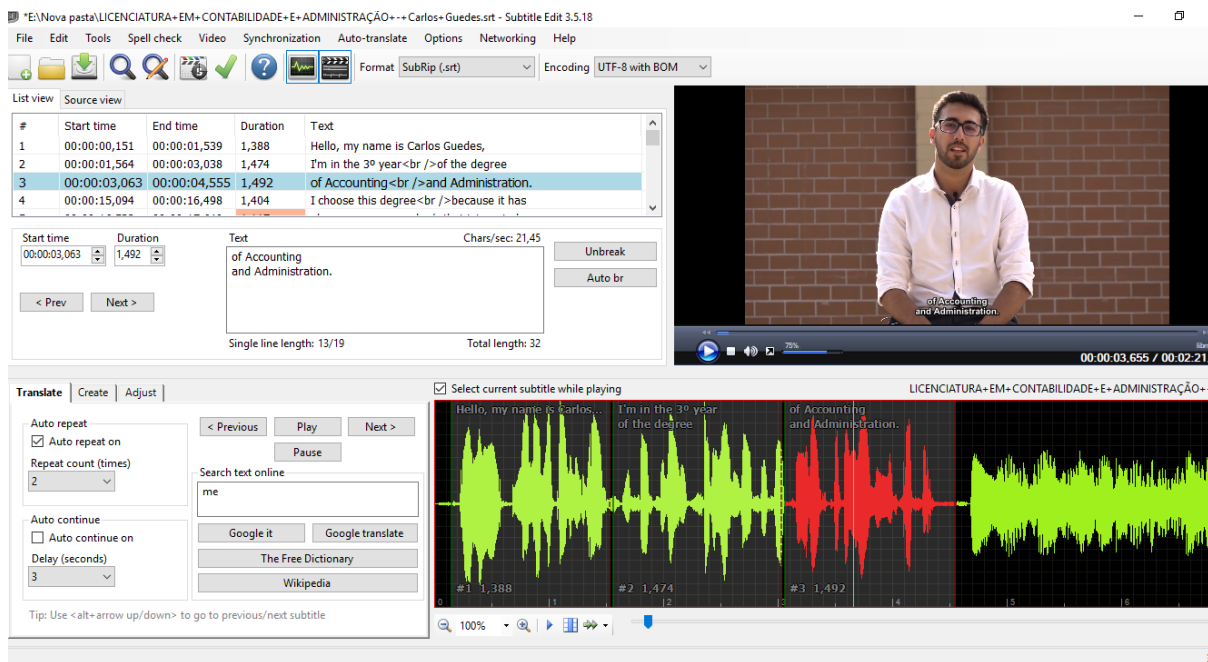 *E:\Nova pasta\LICENCIATURA+EM+CONTABILIDADE+E+ADMINISTRAÇÃO+-+Carlos+Guedes.srt - Subtitle Edit 3.5.18
File Edit Tools Spell check Video Synchronization Auto-translate Options Networking Help
Format SubRip (.srt) Encoding UTF-8 with BOM
List view Source view
# Start time End time Duration Text
1 00:00:00,151 00:00:01,539 1,388 Hello, my name is Carlos Guedes,
2 00:00:01,564 00:00:03,038 1,474 I'm in the 3º year<br />of the degree
3 00:00:03,063 00:00:04,555 1,492 of Accounting<br />and Administration.
4 00:00:15,094 00:00:16,498 1,404 I choose this degree<br />because it has
Start time Duration Text Chars/sec: 21,45
00:00:03,063 1,492
of Accounting
and Administration.
Unbreak
Auto br
< Prev Next >
Single line length: 13/19 Total length: 32
of Accounting
and Administration.
75%
00:00:03,655 / 00:02:21
Translate Create Adjust
Auto repeat
Auto repeat on
Repeat count (times)
2
Auto continue
Auto continue on
Delay (seconds)
3
< Previous Play Next >
Pause
Search text online
me
Google it Google translate
The Free Dictionary
Wikipedia
Tip: Use <alt+arrow up/down> to go to previous/next subtitle
Select current subtitle while playing LICENCIATURA+EM+CONTABILIDADE+E+ADMINISTRAÇÃO+-
Hello, my name is Carlos... I'm in the 3º year of Accounting
of the degree and Administration.
#1 1,388 #2 1,474 #3 1,492
0 1 2 3 4 5 6
100%